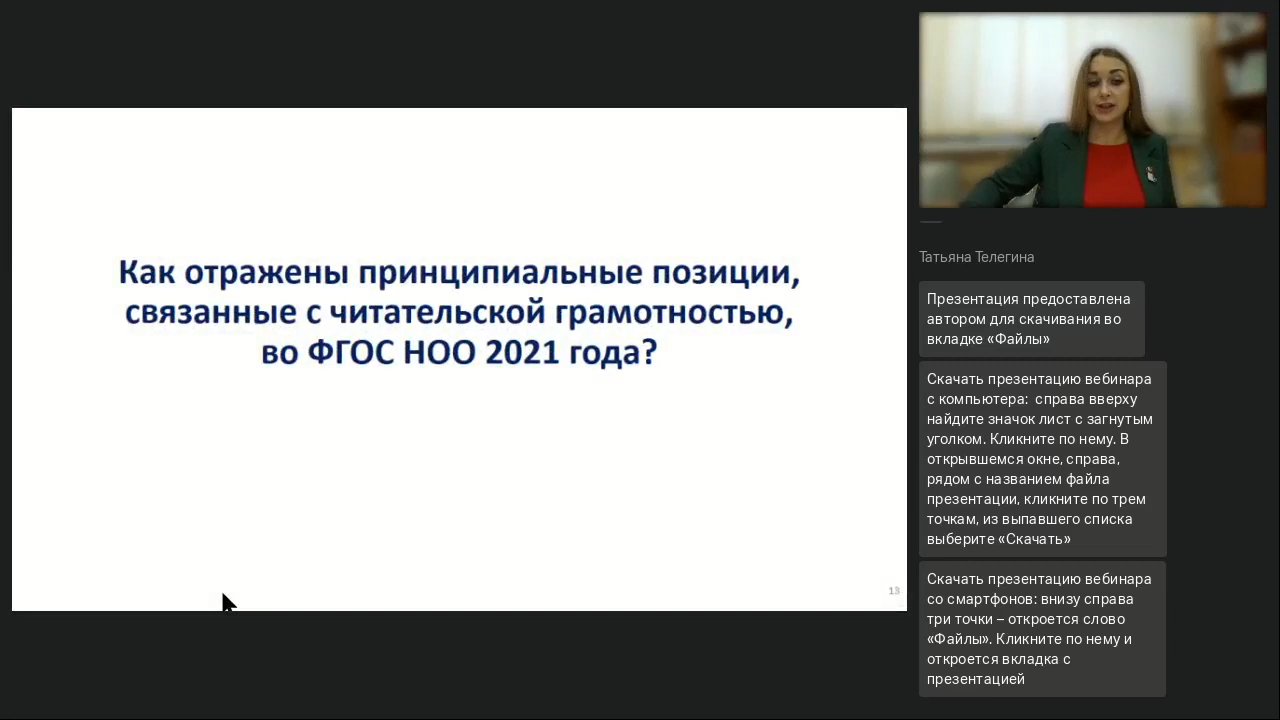 Как отражены принципиальные позиции,
связанные с читательской грамотностью,
во ФГОС НОО 2021 года?
13
Татьяна Телегина
Презентация предоставлена
автором для скачивания во
вкладке «Файлы»
Скачать презентацию вебинара
с компьютера:  справа вверху
найдите значок лист с загнутым
уголком. Кликните по нему. В
открывшемся окне, справа,
рядом с названием файла
презентации, кликните по трем
точкам, из выпавшего списка
выберите «Скачать»
Скачать презентацию вебинара
со смартфонов: внизу справа
три точки – откроется слово
«Файлы». Кликните по нему и
откроется вкладка с
презентацией